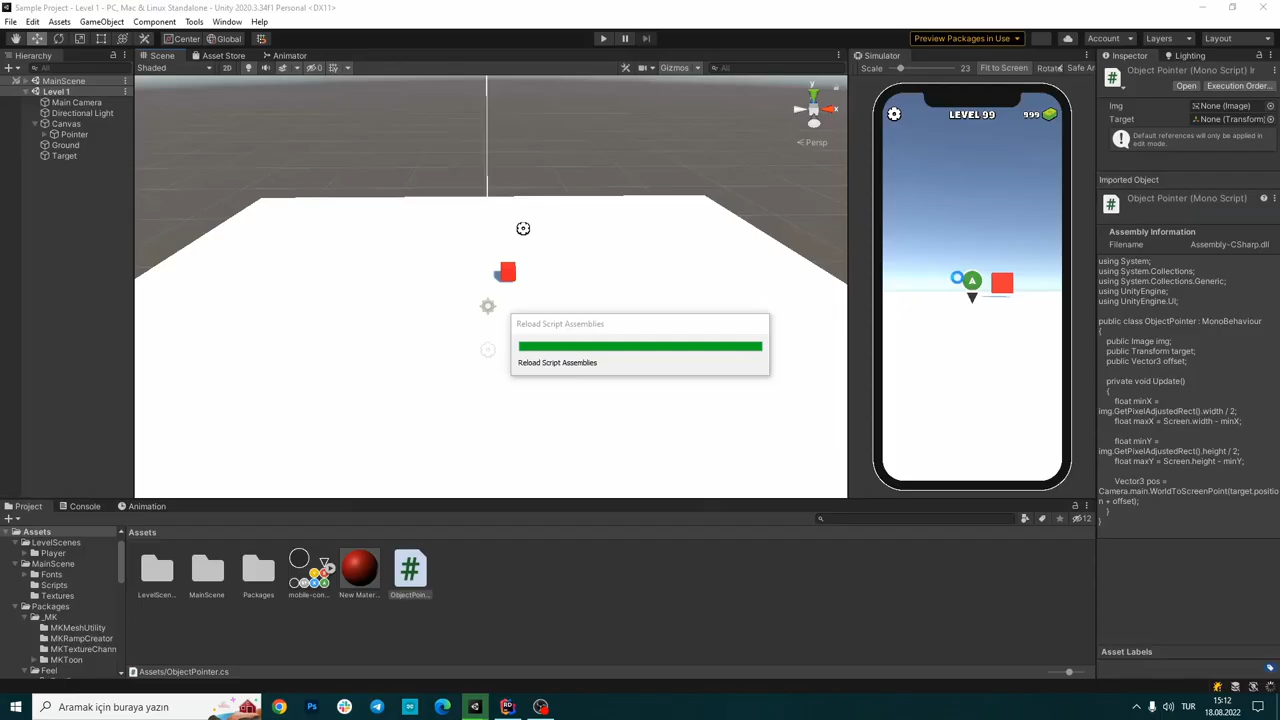 Sample Project - Level 1 - PC, Mac & Linux Standalone - Unity 2020.3.34f1 Personal <DX11>
File Edit Assets GameObject Component Tools Window Help
Center Global
Preview Packages in Use
Account Layers Layout
Hierarchy
All
MainScene
Level 1
Main Camera
Directional Light
Canvas
Pointer
Ground
Target
Scene Asset Store Animator
Shaded 2D 0 Gizmos All
y
x
Persp
Reload Script Assemblies
Reload Script Assemblies
Simulator
Scale 23 Fit to Screen Rotate Safe Ar
LEVEL 99
999
A
Inspector Lighting
Object Pointer (Mono Script) Ir
Open Execution Order...
Img None (Image)
Target None (Transform
Default references will only be applied in
edit mode.
Imported Object
Object Pointer (Mono Script)
Assembly Information
Filename Assembly-CSharp.dll
using System;
using System.Collections;
using System.Collections.Generic;
using UnityEngine;
using UnityEngine.UI;
public class ObjectPointer : MonoBehaviour
{
public Image img;
public Transform target;
public Vector3 offset;
private void Update()
{
float minX =
img.GetPixelAdjustedRect().width / 2;
float maxX = Screen.width - minX;
float minY =
img.GetPixelAdjustedRect().height / 2;
float maxY = Screen.height - minY;
Vector3 pos =
Camera.main.WorldToScreenPoint(target.positio
n + offset);
}
}
Asset Labels
Project Console Animation
12
Assets
LevelScenes
Player
MainScene
Fonts
Scripts
Textures
Packages
_MK
MKMeshUtility
MKRampCreator
MKTextureChann
MKToon
Feel
Assets
LevelScen... MainScene Packages mobile-con... New Mater... ObjectPoin...
#
Assets/ObjectPointer.cs
Aramak için buraya yazın
Ps
RD
TUR
15:12
18.08.2022